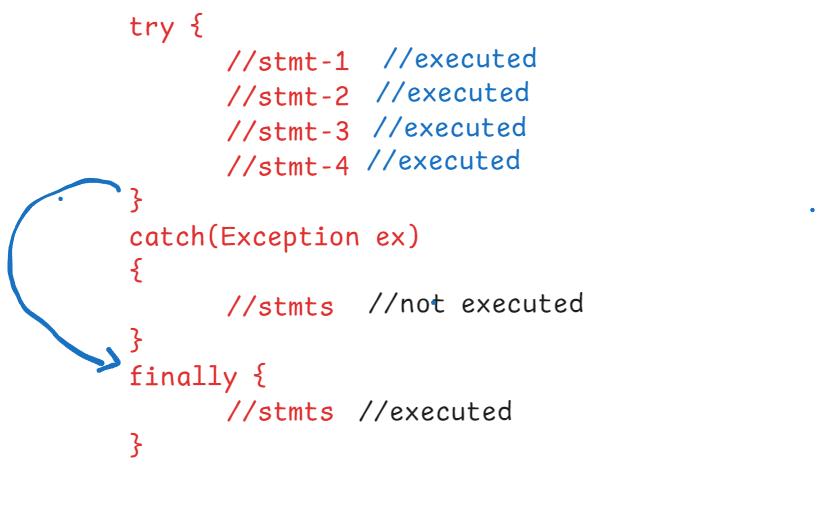 try {
//stmt-1 //executed
//stmt-2 //executed
//stmt-3 //executed
//stmt-4 //executed
}
catch(Exception ex)
{
//stmts //not executed
}
finally {
//stmts //executed
}